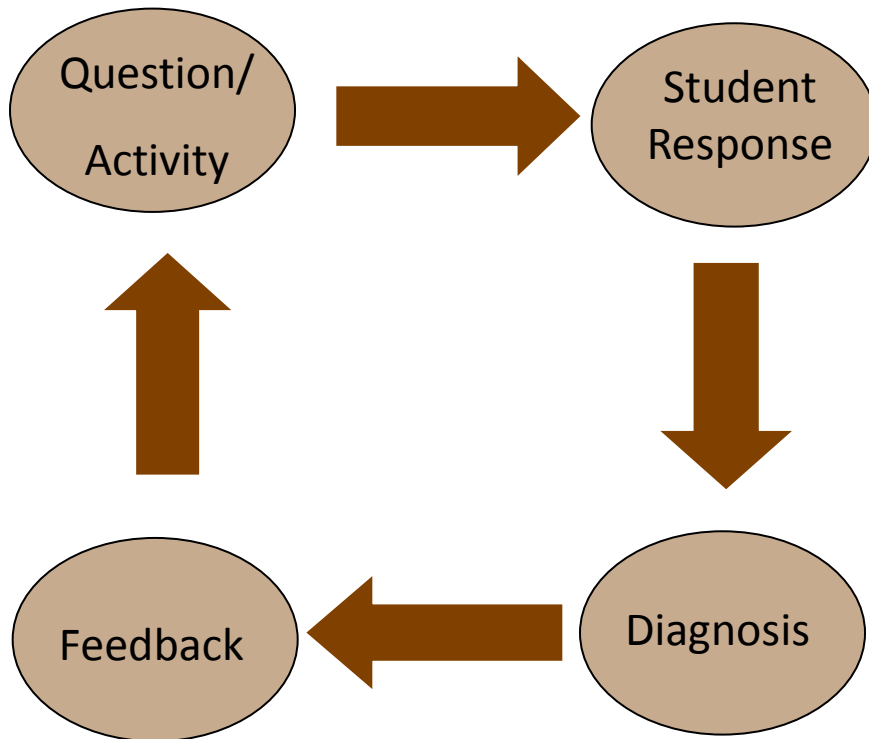 Question/
Activity
Student
Response
Feedback
Diagnosis